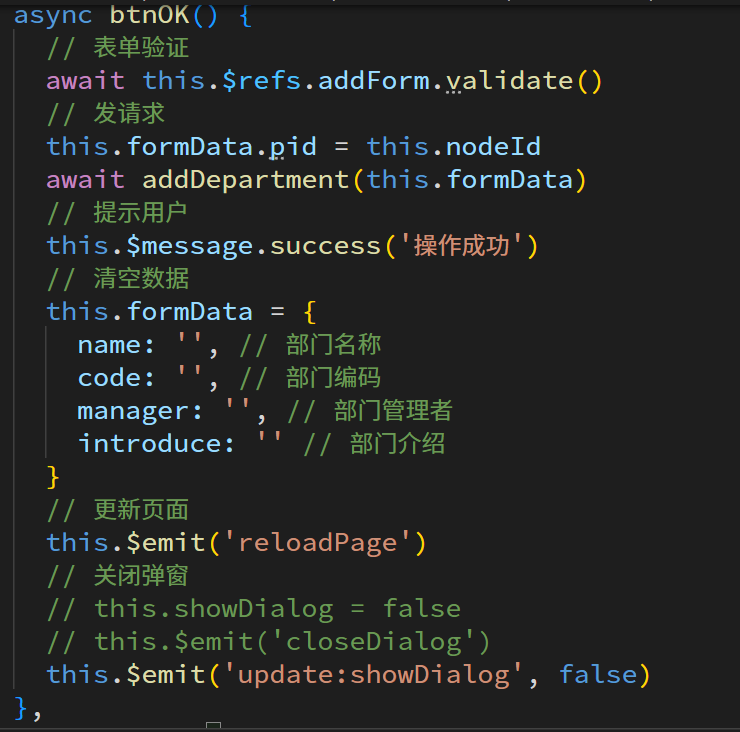 async btnOK() {
// 表单验证
await this.$refs.addForm.validate()
// 发请求
this.formData.pid = this.nodeId
await addDepartment(this.formData)
// 提示用户
this.$message.success('操作成功')
// 清空数据
this.formData = {
name: '', // 部门名称
code: '', // 部门编码
manager: '', // 部门管理者
introduce: '' // 部门介绍
}
// 更新页面
this.$emit('reloadPage')
// 关闭弹窗
// this.showDialog = false
// this.$emit('closeDialog')
this.$emit('update:showDialog', false)
},